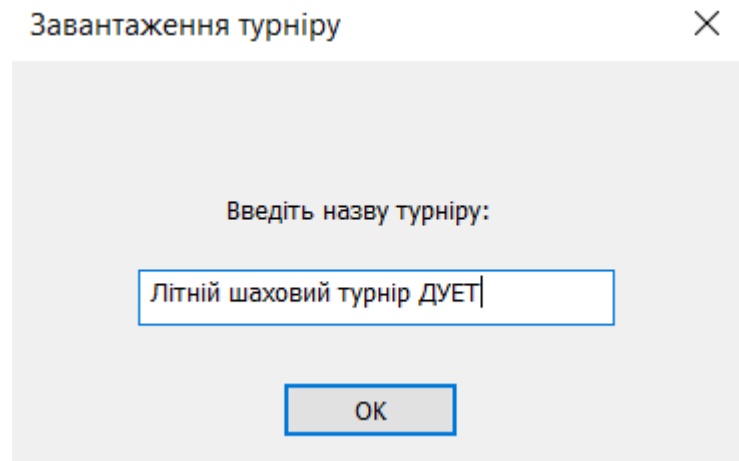 Завантаження турніру
Введіть назву турніру:
Літній шаховий турнір ДУЕТ
OK